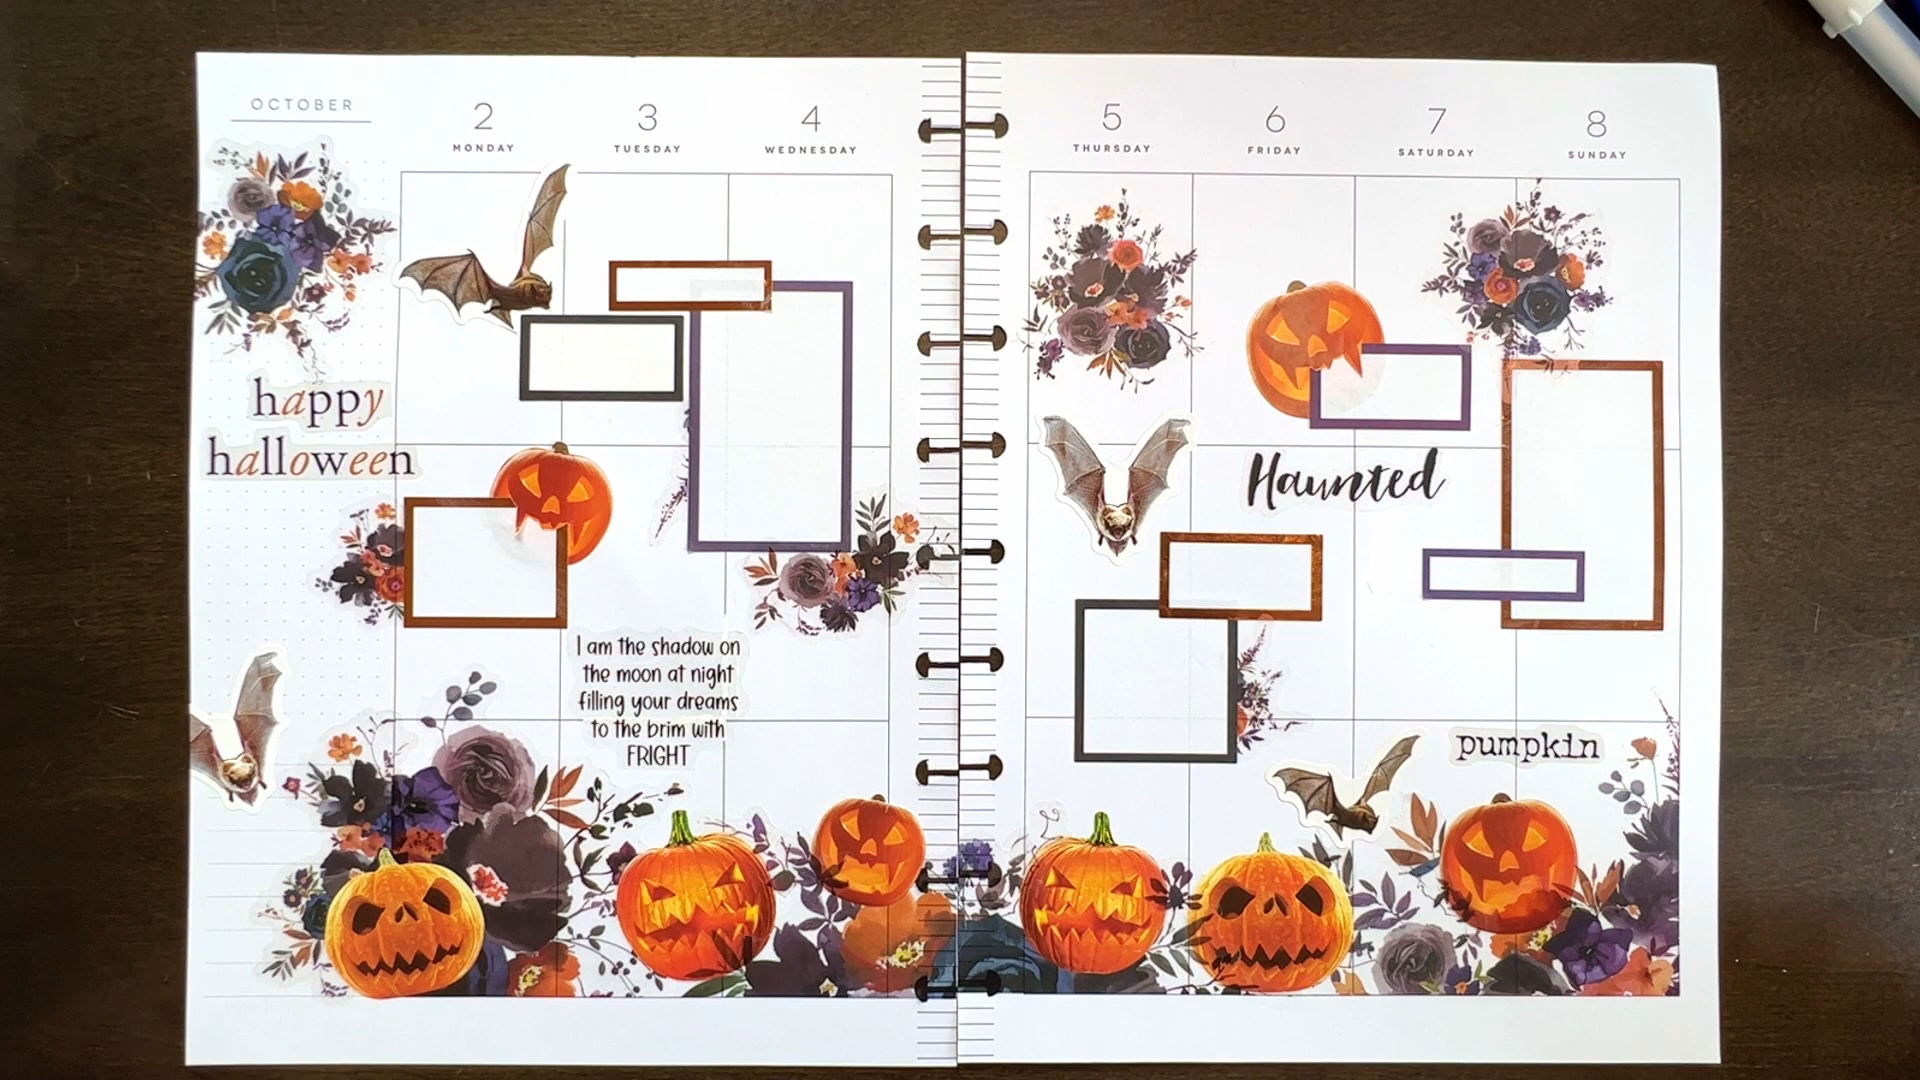 OCTOBER
2
MONDAY
3
TUESDAY
4
WEDNESDAY
5
THURSDAY
6
FRIDAY
7
SATURDAY
8
SUNDAY
happy
halloween
I am the shadow on
the moon at night
filling your dreams
to the brim with
FRIGHT
Haunted
pumpkin